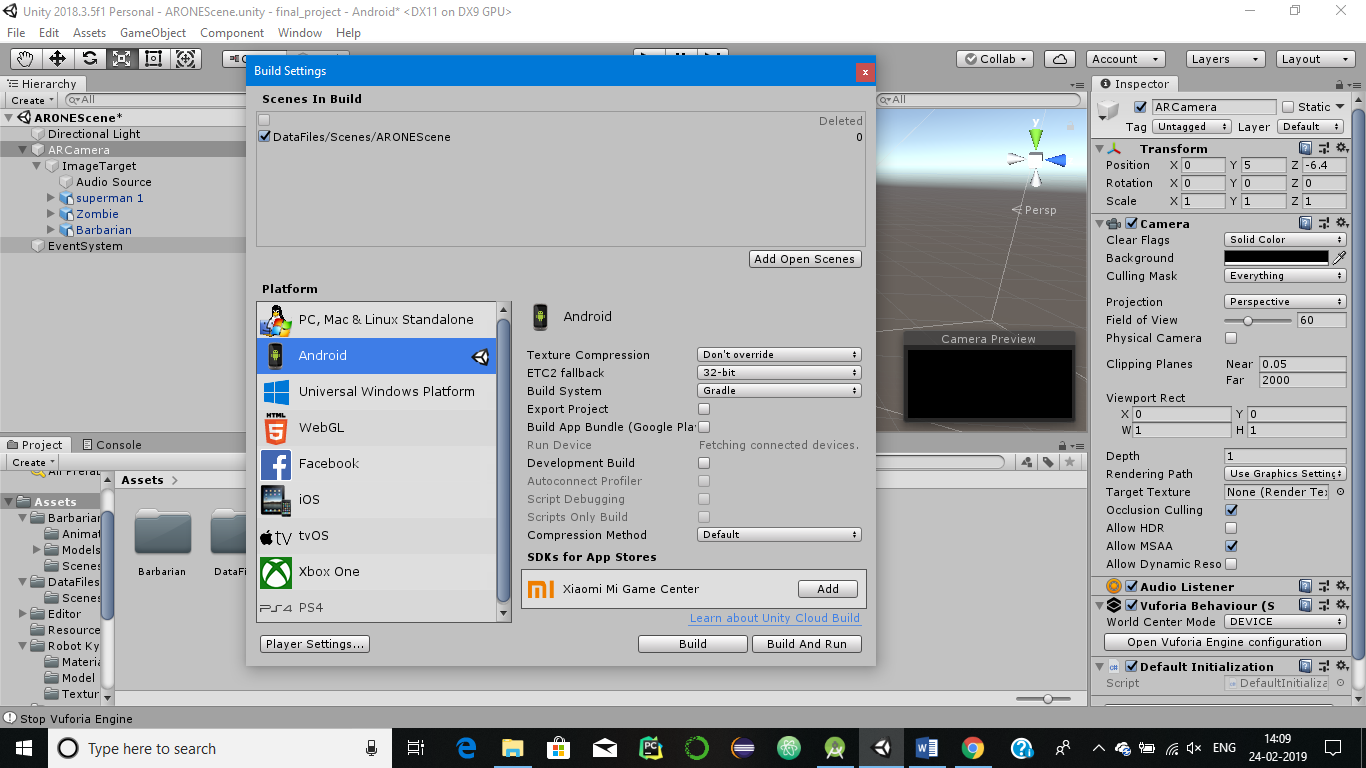 Unity 2018.3.5f1 Personal - ARONEScene.unity - final_project - Android* <DX11 on DX9 GPU>
File Edit Assets GameObject Component Window Help
Collab
Account
Layers
Layout
Hierarchy
Create
All
ARONEScene*
Directional Light
ARCamera
ImageTarget
Audio Source
superman 1
Zombie
Barbarian
EventSystem
Build Settings
x
Scenes In Build
Deleted
DataFiles/Scenes/ARONEScene 0
Add Open Scenes
Platform
PC, Mac & Linux Standalone
Android
Universal Windows Platform
HTML
5
WebGL
Facebook
iOS
tvOS
Xbox One
PS4
Player Settings...
Android
Texture Compression Don't override
ETC2 fallback 32-bit
Build System Gradle
Export Project
Build App Bundle (Google Pla
Run Device Fetching connected devices.
Development Build
Autoconnect Profiler
Script Debugging
Scripts Only Build
Compression Method Default
SDKs for App Stores
Xiaomi Mi Game Center Add
Learn about Unity Cloud Build
Build
Build And Run
All
y
z
Persp
Camera Preview
Inspector
ARCamera Static
Tag Untagged Layer Default
Transform
Position X 0 Y 5 Z -6.4
Rotation X 0 Y 0 Z 0
Scale X 1 Y 1 Z 1
Camera
Clear Flags Solid Color
Background
Culling Mask Everything
Projection Perspective
Field of View 60
Physical Camera
Clipping Planes Near 0.05
Far 2000
Viewport Rect
X 0 Y 0
W 1 H 1
Depth 1
Rendering Path Use Graphics Setting
Target Texture None (Render Te
Occlusion Culling
Allow HDR
Allow MSAA
Allow Dynamic Reso
Audio Listener
Vuforia Behaviour (S
World Center Mode DEVICE
Open Vuforia Engine configuration
Default Initialization
Script DefaultInitializa
Project Console
Create
All Prefab
Assets
Barbarian
Animat
Models
Scenes
DataFiles
Scenes
Editor
Resource
Robot Ky
Materia
Model
Textur
Assets
Barbarian
DataFi
Stop Vuforia Engine
Type here to search
ENG
14:09
24-02-2019